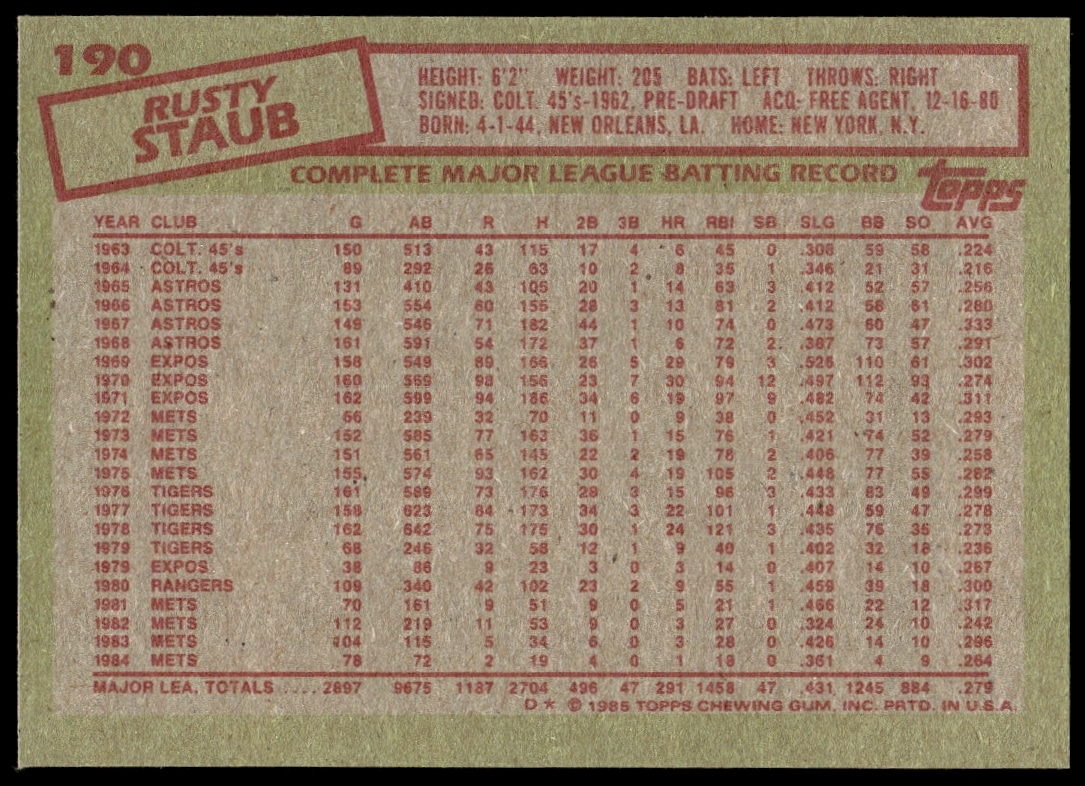 190
RUSTY
STAUB
HEIGHT: 6'2" WEIGHT: 205 BATS: LEFT THROWS: RIGHT
SIGNED: COLT. 45's-1962, PRE-DRAFT ACQ: FREE AGENT, 12-16-80
BORN: 4-1-44, NEW ORLEANS, LA. HOME: NEW YORK, N.Y.
COMPLETE MAJOR LEAGUE BATTING RECORD
topps
YEAR CLUB G AB R H 2B 3B HR RBI SB SLG BB SO AVG
1963 COLT. 45's 150 513 43 115 17 4 6 45 0 .308 59 58 .224
1964 COLT. 45's 89 292 26 63 10 2 8 35 1 .346 21 31 .216
1965 ASTROS 131 410 43 105 20 1 14 63 3 .412 52 57 .256
1966 ASTROS 153 554 60 155 28 3 13 81 2 .412 58 61 .280
1967 ASTROS 149 546 71 182 44 1 10 74 0 .473 60 47 .333
1968 ASTROS 161 591 54 172 37 1 6 72 2 .387 73 57 .291
1969 EXPOS 158 549 89 166 26 5 29 79 3 .526 110 61 .302
1970 EXPOS 160 569 98 156 23 7 30 94 12 .497 112 93 .274
1971 EXPOS 162 599 94 186 34 6 19 97 9 .482 74 42 .311
1972 METS 66 239 32 70 11 0 9 38 0 .452 31 13 .293
1973 METS 152 585 77 163 36 1 15 76 1 .421 74 52 .279
1974 METS 151 561 65 145 22 2 19 78 2 .406 77 39 .258
1975 METS 155 574 93 162 30 4 19 105 2 .448 77 55 .282
1976 TIGERS 161 589 73 176 28 3 15 96 3 .433 83 49 .299
1977 TIGERS 158 623 84 173 34 3 22 101 1 .448 59 47 .278
1978 TIGERS 162 642 75 175 30 1 24 121 3 .435 76 35 .273
1979 TIGERS 68 246 32 58 12 1 9 40 1 .402 32 18 .236
1979 EXPOS 38 86 9 23 3 0 3 14 0 .407 14 10 .267
1980 RANGERS 109 340 42 102 23 2 9 55 1 .459 39 18 .300
1981 METS 70 161 9 51 9 0 5 21 1 .466 22 12 .317
1982 METS 112 219 11 53 9 0 3 27 0 .324 24 10 .242
1983 METS 104 115 5 34 6 0 3 28 0 .426 14 10 .296
1984 METS 78 72 2 19 4 0 1 18 0 .361 4 9 .264
MAJOR LEA. TOTALS .... 2897 9675 1187 2704 496 47 291 1458 47 .431 1245 884 .279
D* © 1985 TOPPS CHEWING GUM, INC. PRTD. IN U.S.A.